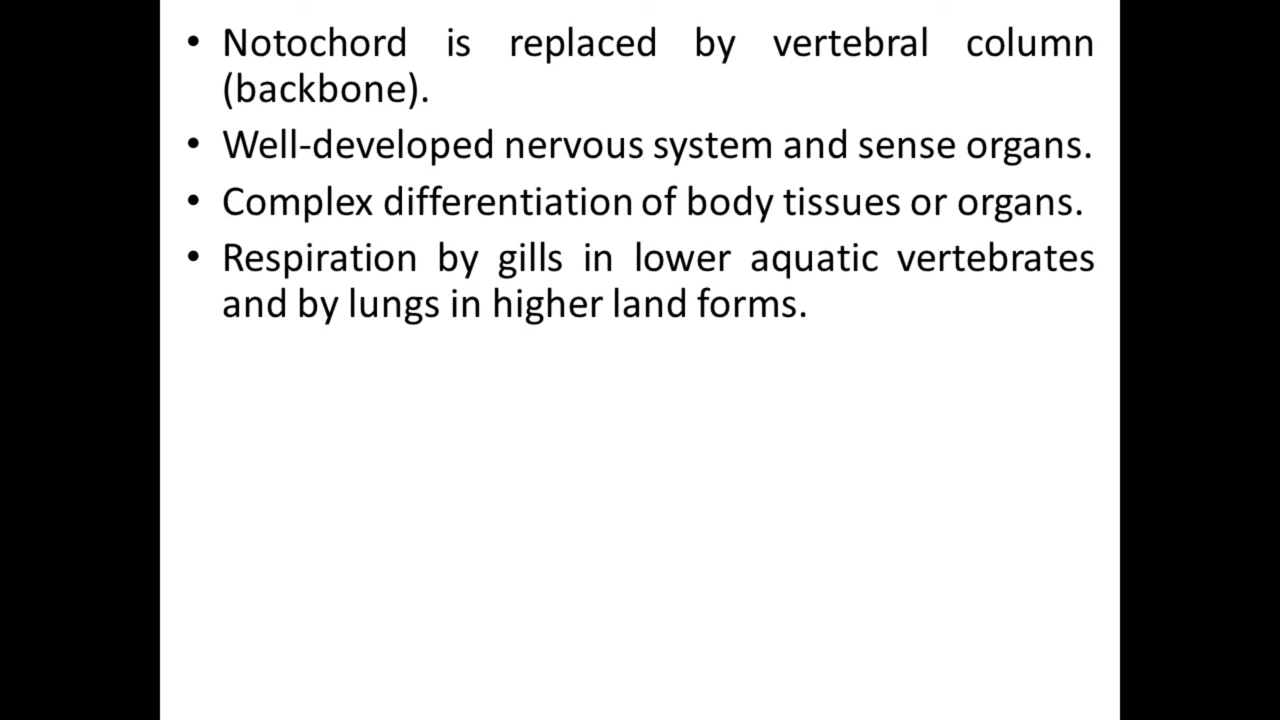 • Notochord is replaced by vertebral column
(backbone).
• Well-developed nervous system and sense organs.
• Complex differentiation of body tissues or organs.
• Respiration by gills in lower aquatic vertebrates
and by lungs in higher land forms.